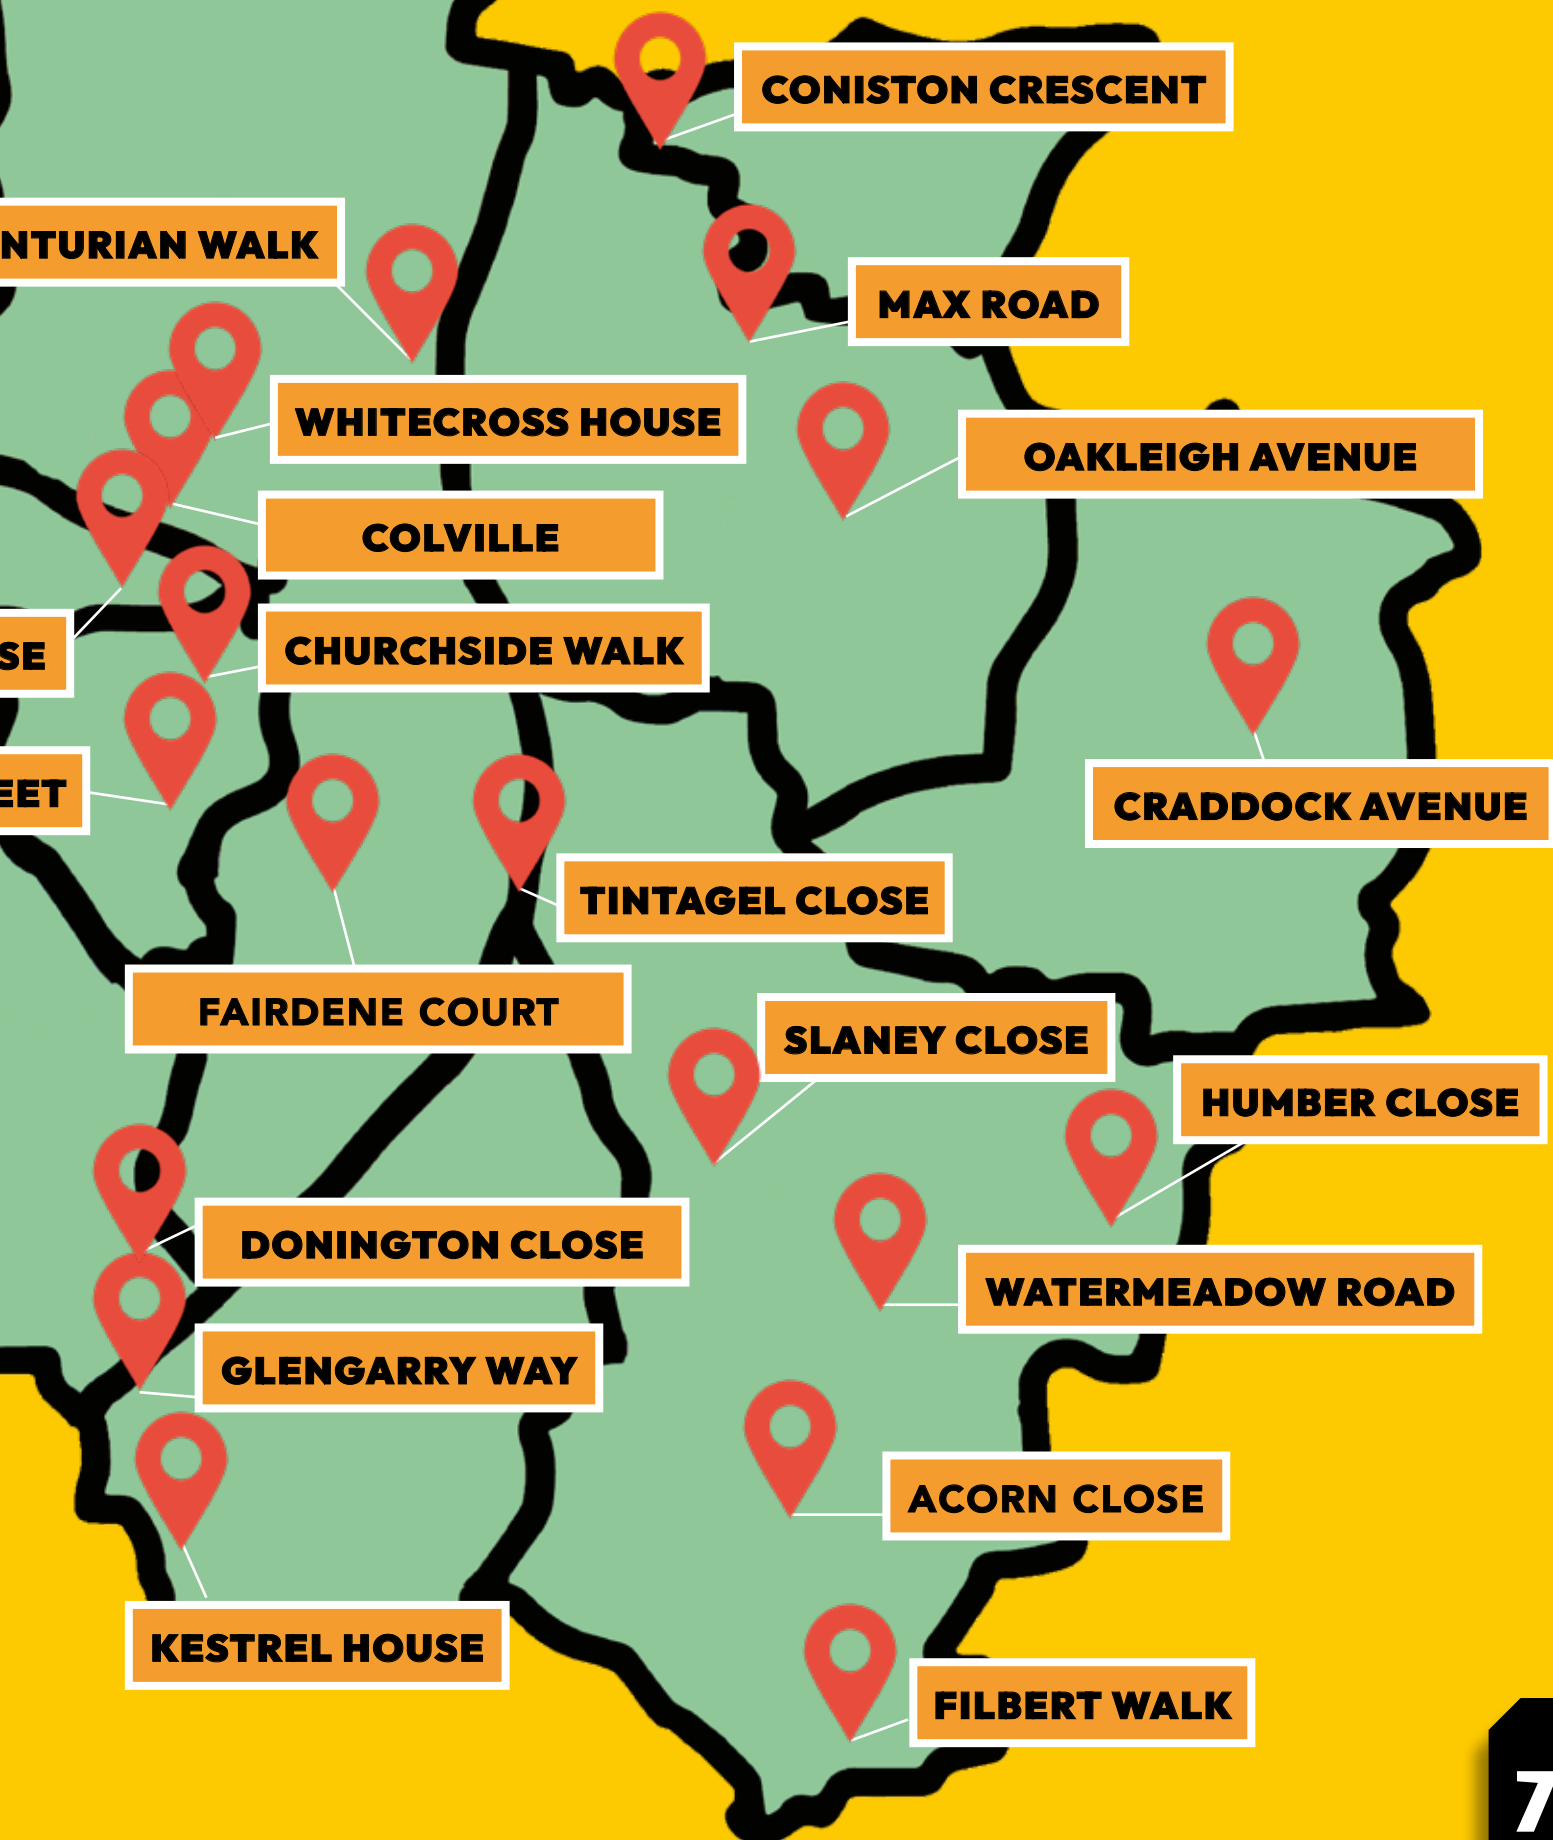 CONISTON CRESCENT
NTURIAN WALK
MAX ROAD
WHITECROSS HOUSE
OAKLEIGH AVENUE
COLVILLE
CHURCHSIDE WALK
SE
EET
CRADDOCK AVENUE
TINTAGEL CLOSE
FAIRDENE COURT
SLANEY CLOSE
HUMBER CLOSE
DONINGTON CLOSE
WATERMEADOW ROAD
GLENGARRY WAY
ACORN CLOSE
KESTREL HOUSE
FILBERT WALK
7